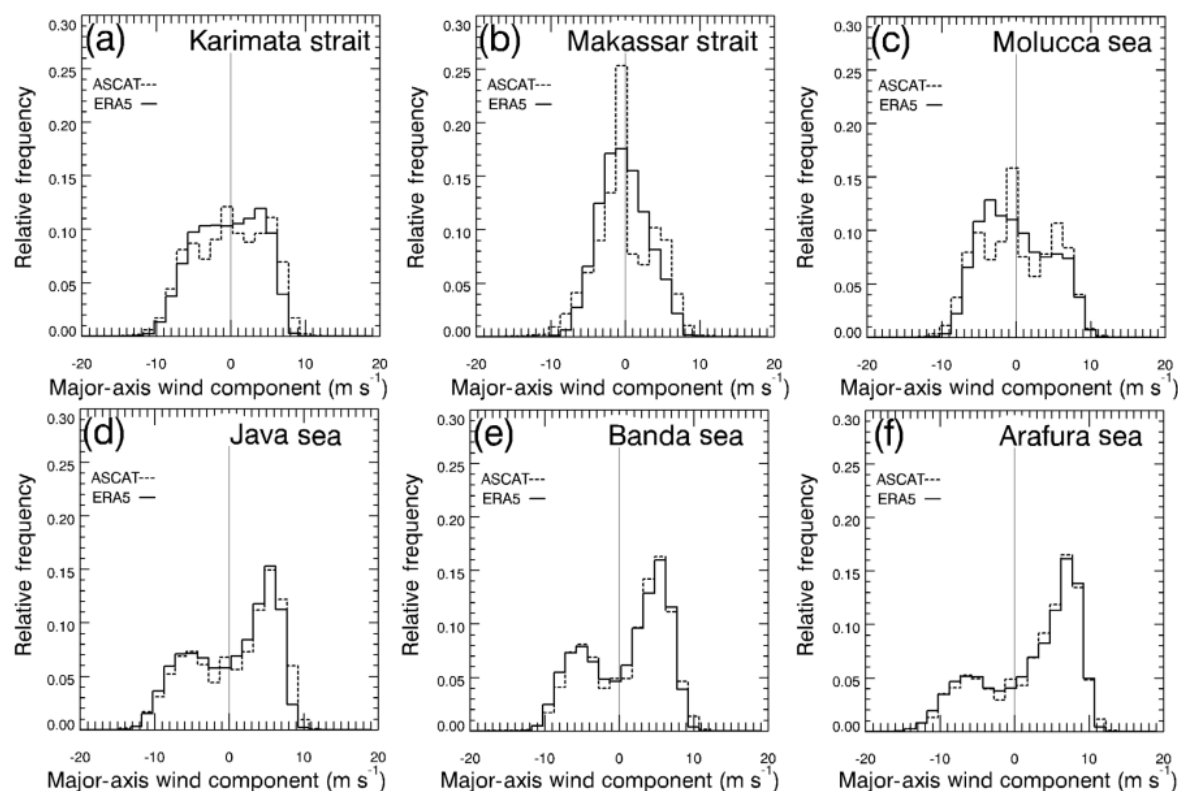 (a) Karimata strait
0.30
0.25
0.20
0.15
0.10
0.05
0.00
Relative frequency
ASCAT
ERA5
-20 -10 0 10 20
Major-axis wind component (m s⁻¹)
(b) Makassar strait
0.30
0.25
0.20
0.15
0.10
0.05
0.00
Relative frequency
ASCAT
ERA5
-20 -10 0 10 20
Major-axis wind component (m s⁻¹)
(c) Molucca sea
0.30
0.25
0.20
0.15
0.10
0.05
0.00
Relative frequency
ASCAT
ERA5
-20 -10 0 10 20
Major-axis wind component (m s⁻¹)
(d) Java sea
0.30
0.25
0.20
0.15
0.10
0.05
0.00
Relative frequency
ASCAT
ERA5
-20 -10 0 10 20
Major-axis wind component (m s⁻¹)
(e) Banda sea
0.30
0.25
0.20
0.15
0.10
0.05
0.00
Relative frequency
ASCAT
ERA5
-20 -10 0 10 20
Major-axis wind component (m s⁻¹)
(f) Arafura sea
0.30
0.25
0.20
0.15
0.10
0.05
0.00
Relative frequency
ASCAT
ERA5
-20 -10 0 10 20
Major-axis wind component (m s⁻¹)